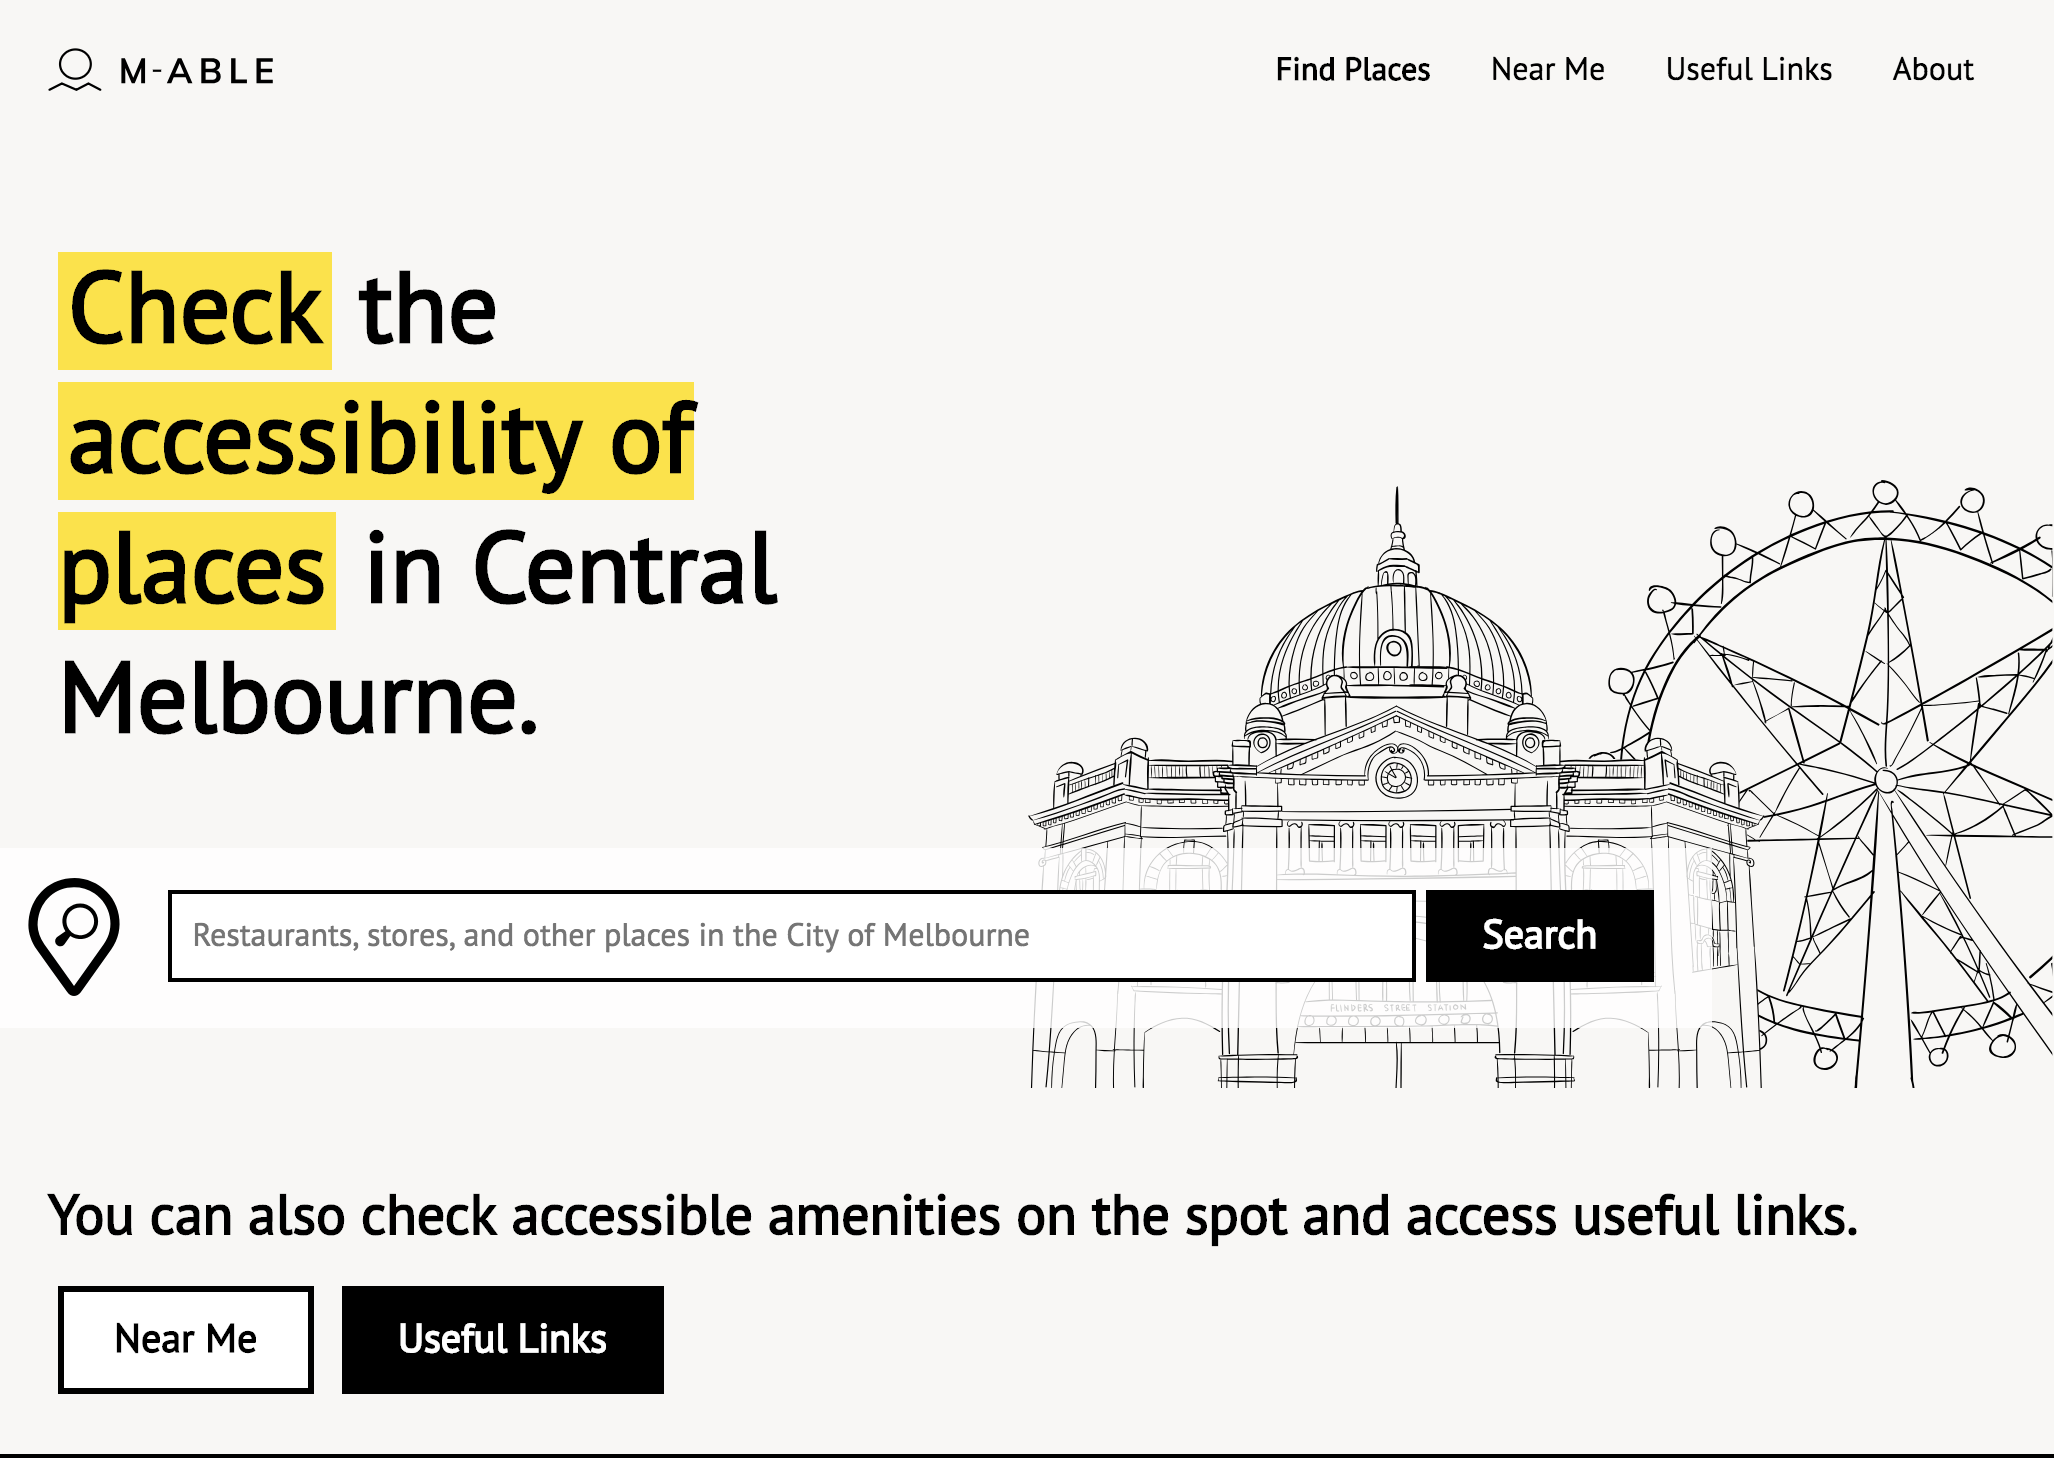 M-ABLE
Find Places
Near Me
Useful Links
About
Check the
accessibility of
places in Central
Melbourne.
Restaurants, stores, and other places in the City of Melbourne
Search
FLINDERS STREET STATION
You can also check accessible amenities on the spot and access useful links.
Near Me
Useful Links